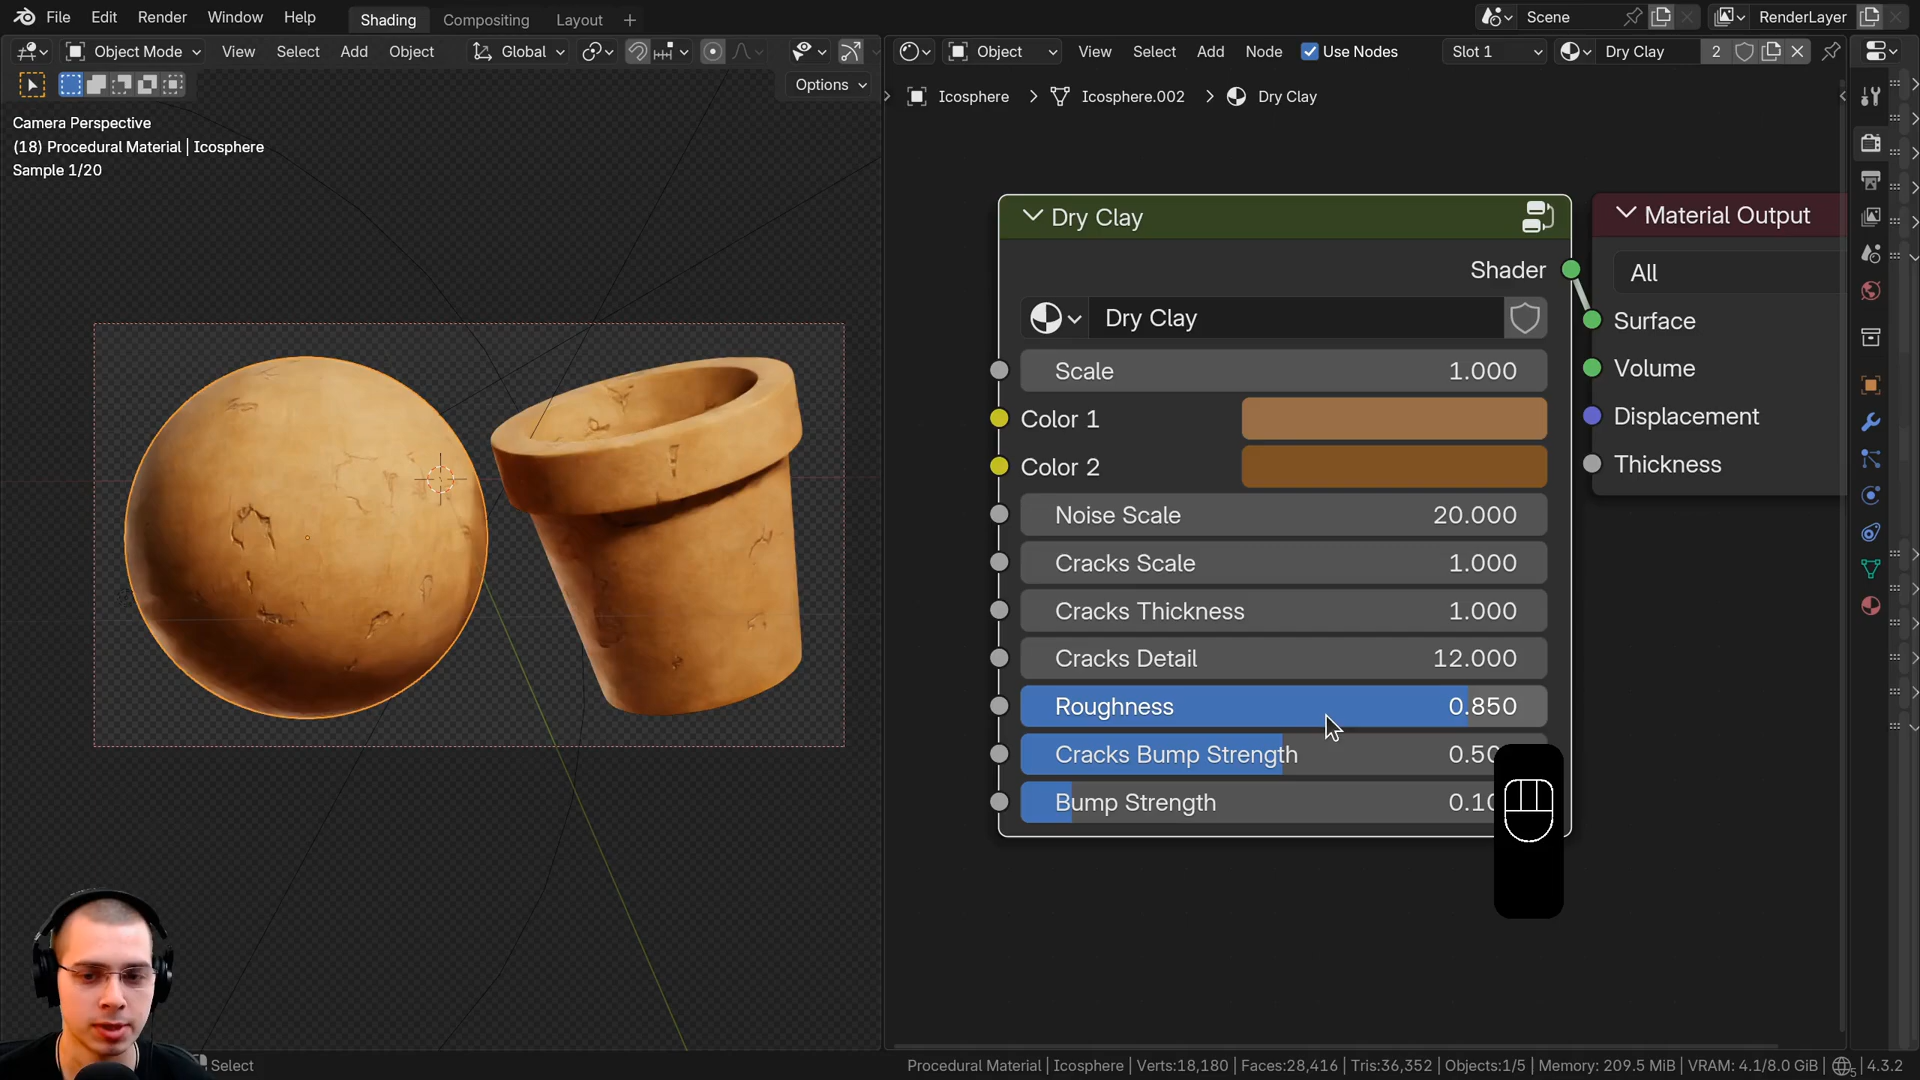 File Edit Render Window Help Shading Compositing Layout + Scene RenderLayer
Object Mode View Select Add Object Global Object View Select Add Node Use Nodes Slot 1 Dry Clay 2
Options
Icosphere > Icosphere.002 > Dry Clay
Camera Perspective
(18) Procedural Material | Icosphere
Sample 1/20
Dry Clay
Shader
Dry Clay
Scale 1.000
Color 1
Color 2
Noise Scale 20.000
Cracks Scale 1.000
Cracks Thickness 1.000
Cracks Detail 12.000
Roughness 0.850
Cracks Bump Strength 0.50
Bump Strength 0.10
Material Output
All
Surface
Volume
Displacement
Thickness
Select
Procedural Material | Icosphere | Verts:18,180 | Faces:28,416 | Tris:36,352 | Objects:1/5 | Memory: 209.5 MiB | VRAM: 4.1/8.0 GiB | 5 | 4.3.2